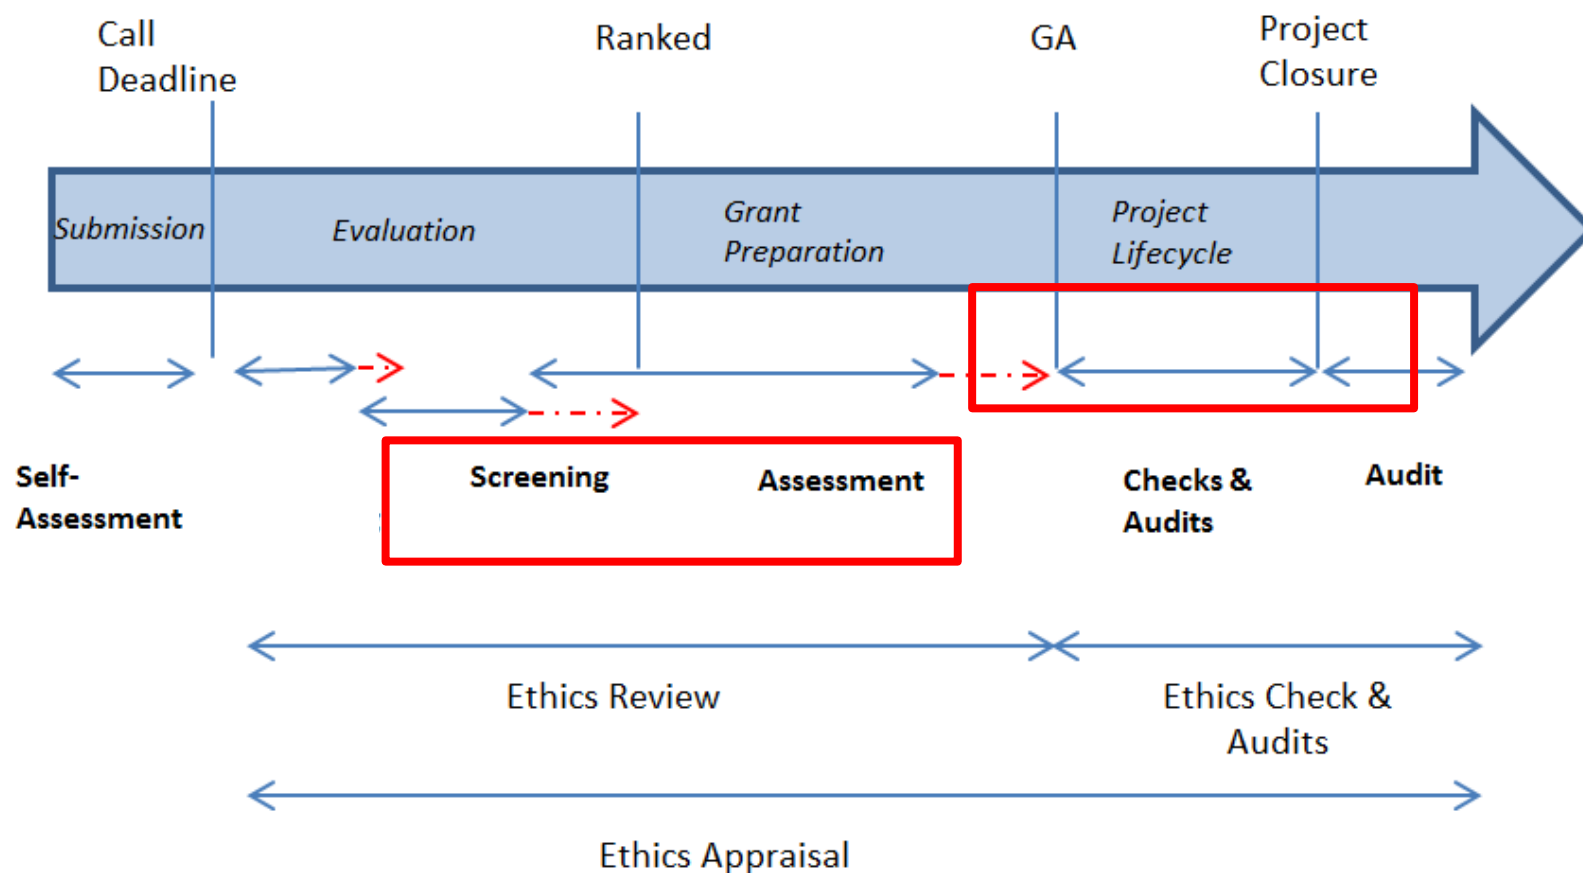 Call
Deadline
Ranked
GA
Project
Closure
Submission
Evaluation
Grant
Preparation
Project
Lifecycle
Self-
Assessment
Screening
Assessment
Checks &
Audits
Audit
Ethics Review
Ethics Check &
Audits
Ethics Appraisal